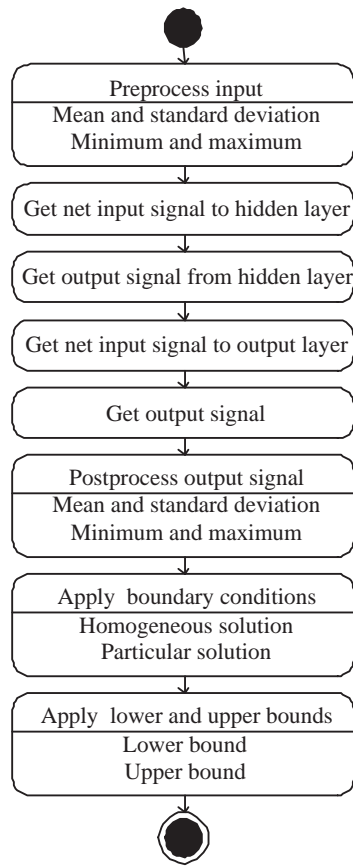 Preprocess input
Mean and standard deviation
Minimum and maximum
Get net input signal to hidden layer
Get output signal from hidden layer
Get net input signal to output layer
Get output signal
Postprocess output signal
Mean and standard deviation
Minimum and maximum
Apply boundary conditions
Homogeneous solution
Particular solution
Apply lower and upper bounds
Lower bound
Upper bound